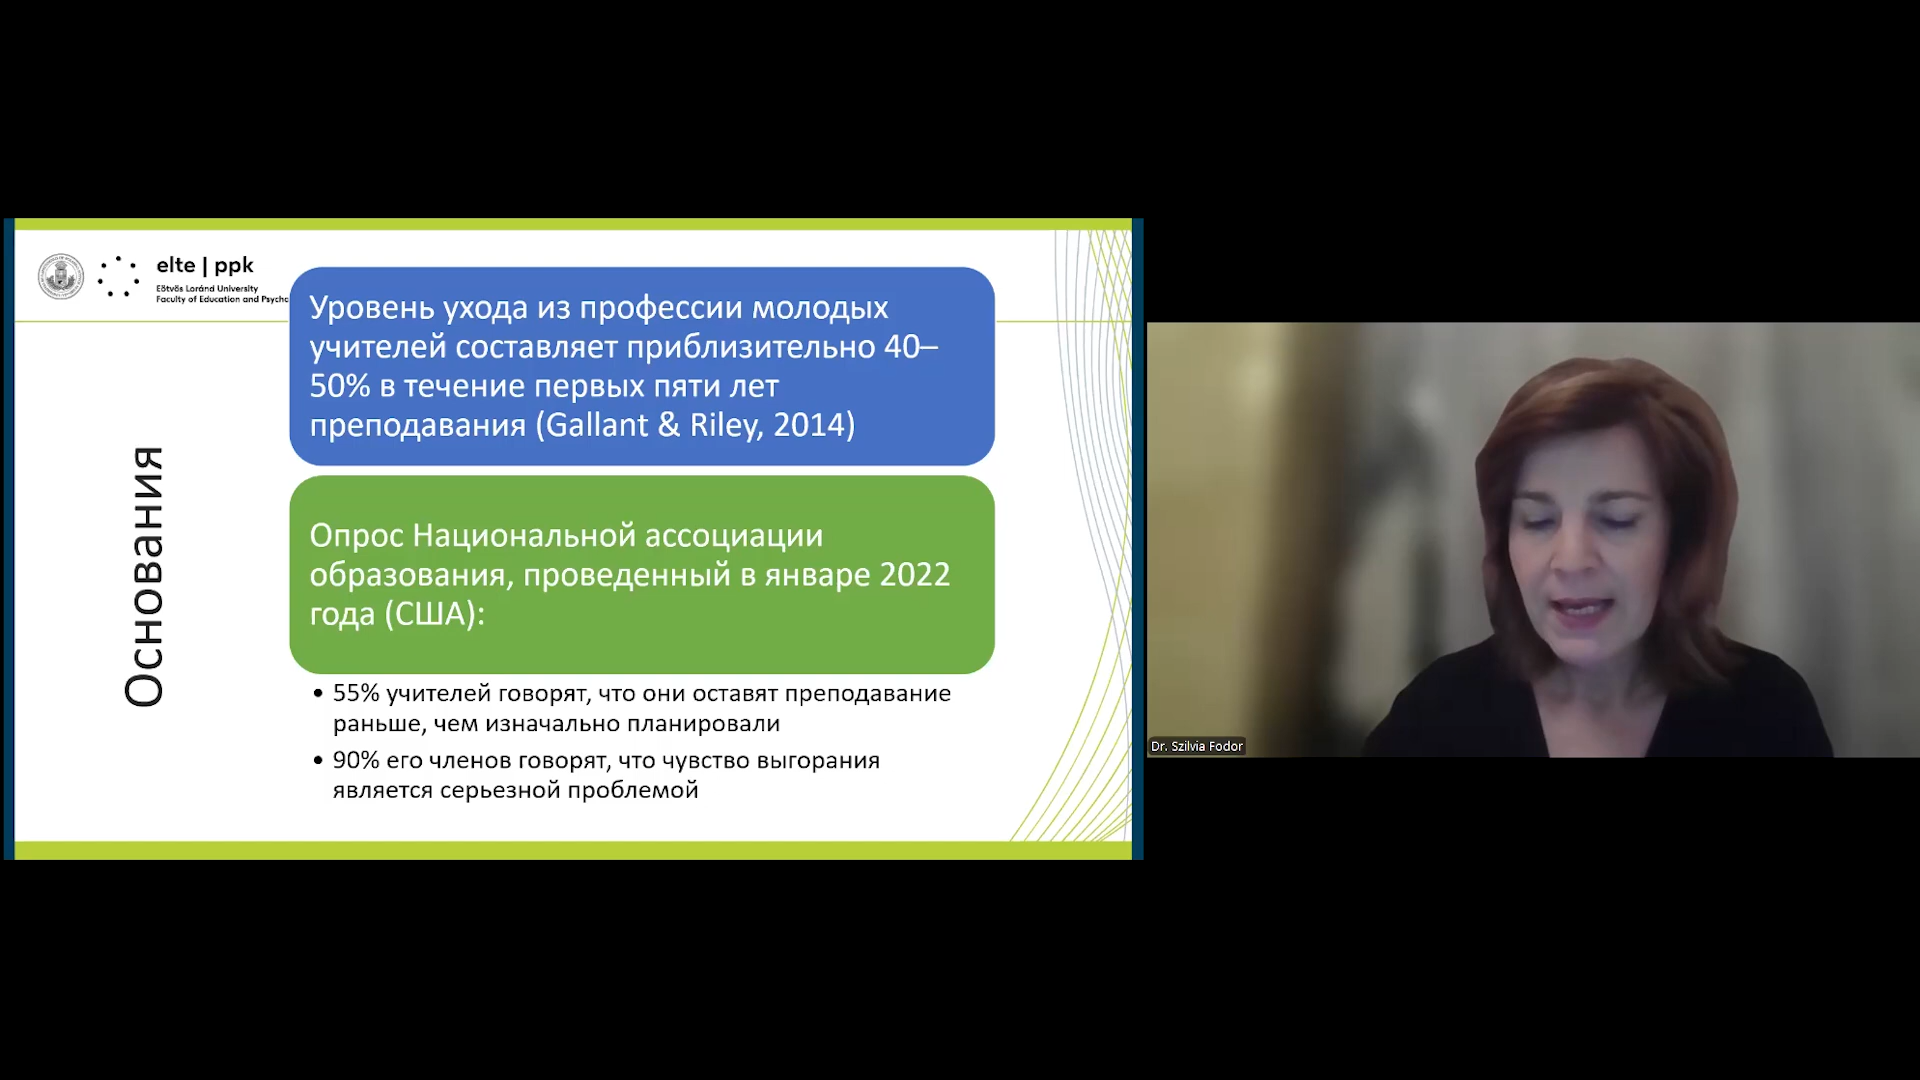 elte | ppk
Eötvös Loránd University
Faculty of Education and Psycho
Основания
Уровень ухода из профессии молодых
учителей составляет приблизительно 40–
50% в течение первых пяти лет
преподавания (Gallant & Riley, 2014)
Опрос Национальной ассоциации
образования, проведенный в январе 2022
года (США):
• 55% учителей говорят, что они оставят преподавание
раньше, чем изначально планировали
• 90% его членов говорят, что чувство выгорания
является серьезной проблемой
Dr. Szilvia Fodor